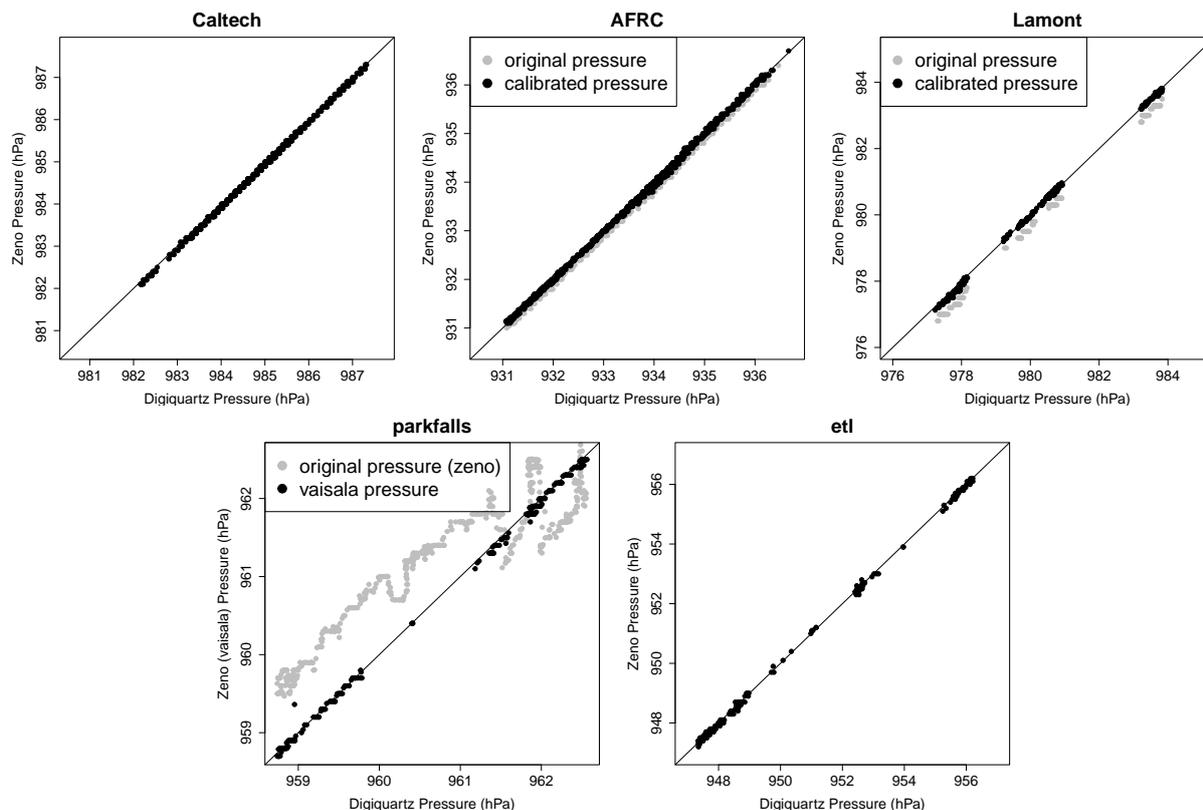 Caltech
Zeno Pressure (hPa)
981 982 983 984 985 986 987
981 982 983 984 985 986 987
Digiquartz Pressure (hPa)
AFRC
original pressure
calibrated pressure
Zeno Pressure (hPa)
931 932 933 934 935 936
931 932 933 934 935 936
Digiquartz Pressure (hPa)
Lamont
original pressure
calibrated pressure
Zeno Pressure (hPa)
976 978 980 982 984
976 978 980 982 984
Digiquartz Pressure (hPa)
parkfalls
original pressure (zeno)
vaisala pressure
Zeno (vaisala) Pressure (hPa)
959 960 961 962
959 960 961 962
Digiquartz Pressure (hPa)
etl
Zeno Pressure (hPa)
948 950 952 954 956
948 950 952 954 956
Digiquartz Pressure (hPa)